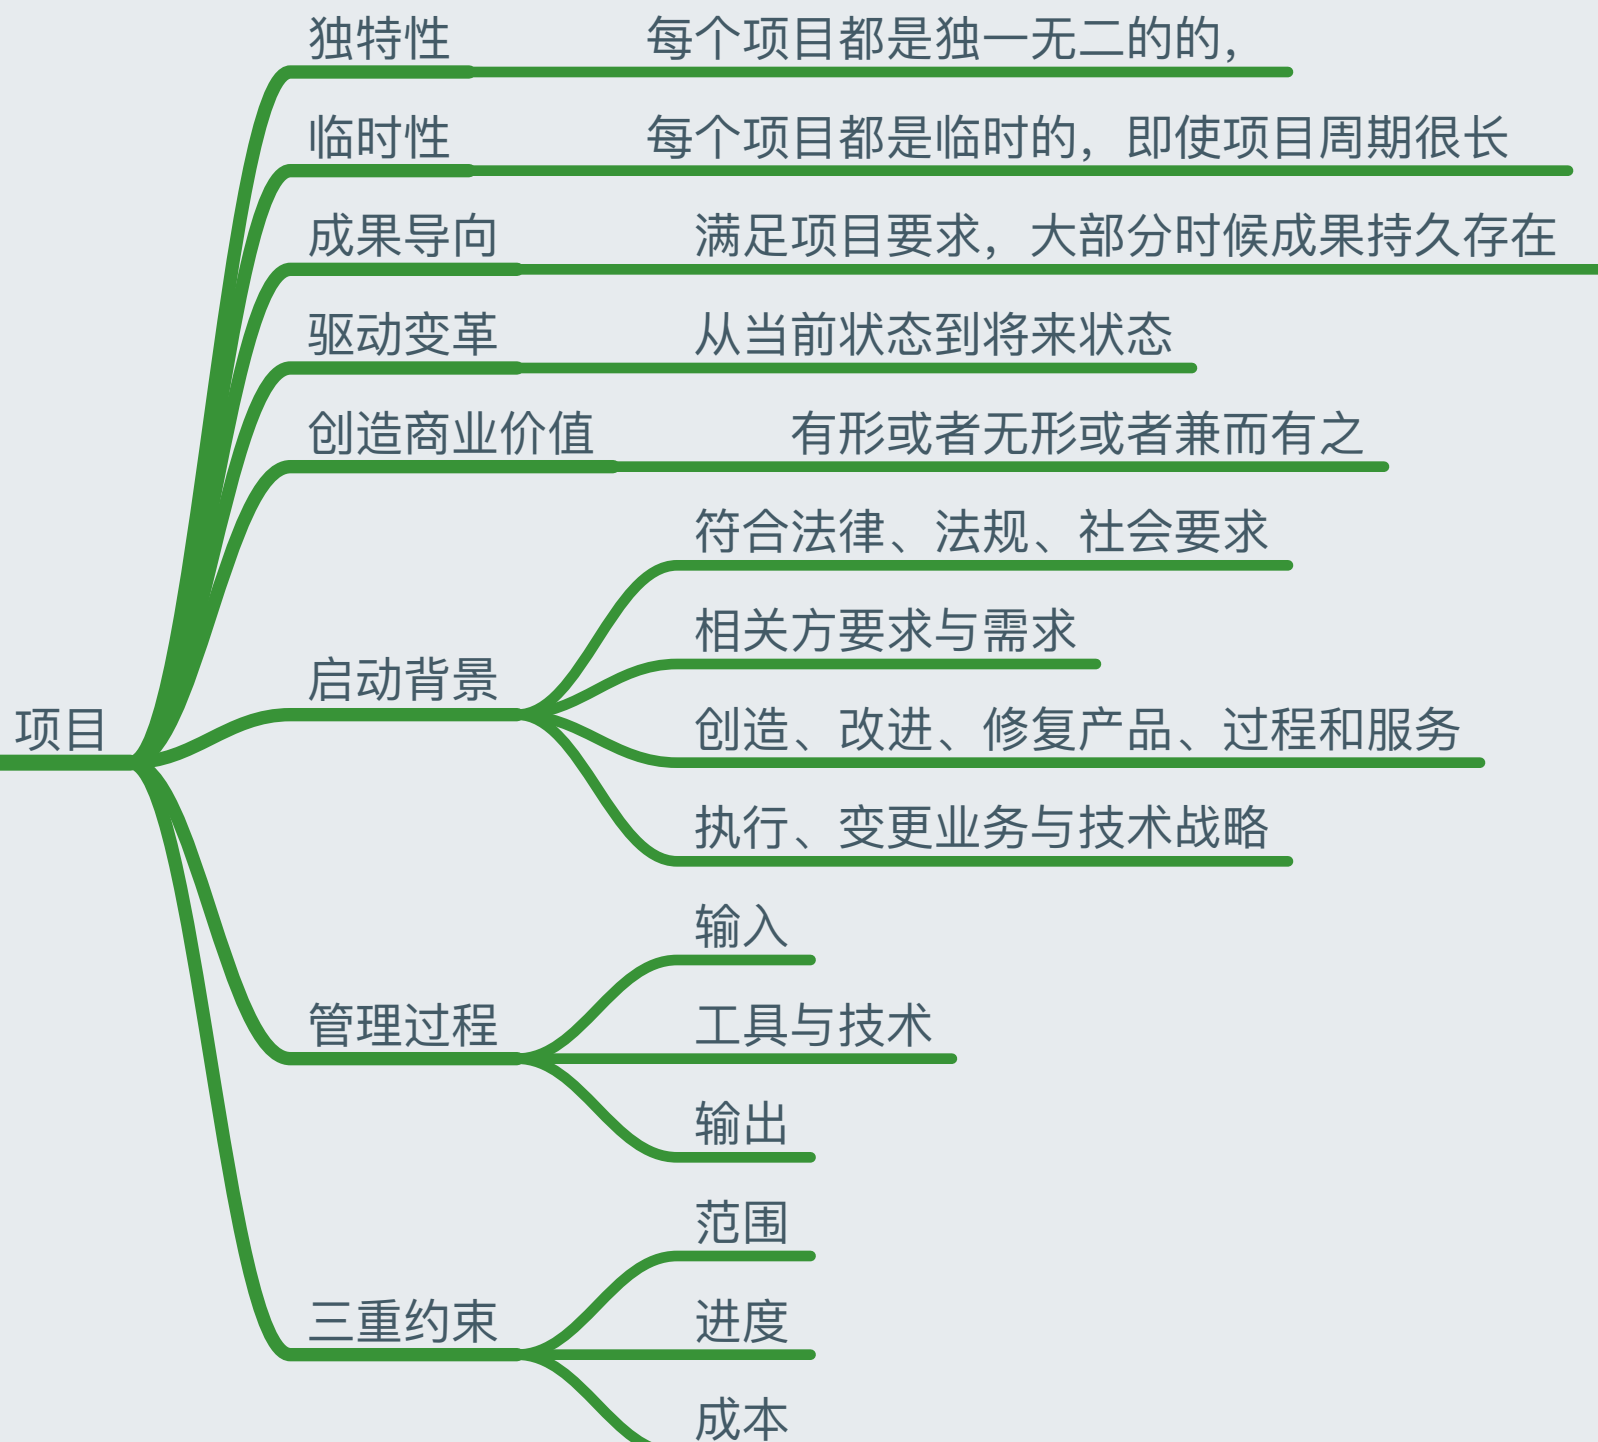 独特性 每个项目都是独一无二的的，
临时性 每个项目都是临时的，即使项目周期很长
成果导向 满足项目要求，大部分时候成果持久存在
驱动变革 从当前状态到将来状态
创造商业价值 有形或者无形或者兼而有之
符合法律、法规、社会要求
相关方要求与需求
启动背景
项目
创造、改进、修复产品、过程和服务
执行、变更业务与技术战略
输入
管理过程 工具与技术
输出
范围
三重约束 进度
成本